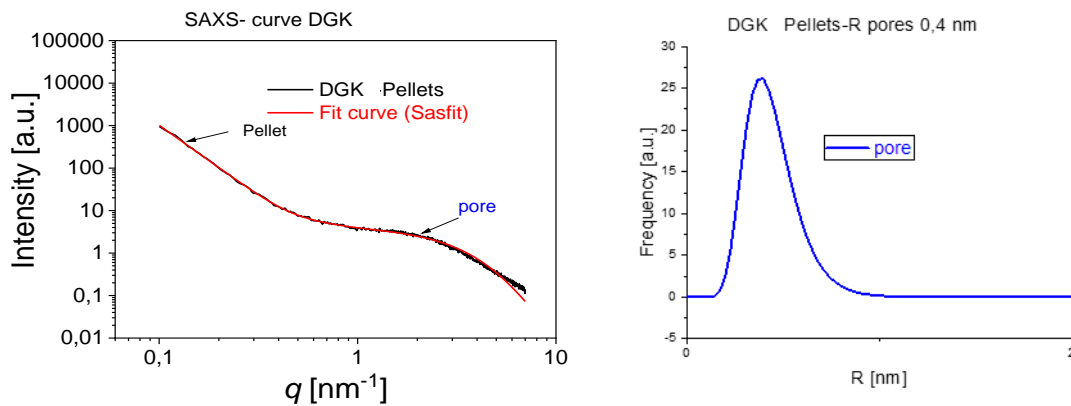 SAXS- curve DGK
Intensity [a.u.]
100000
10000
1000
100
10
1
0,1
0,01
DGK Pellets
Fit curve (Sasfit)
Pellet
pore
0,1
1
10
q [nm⁻¹]
DGK Pellets-R pores 0,4 nm
Frequency [a.u.]
30
25
20
15
10
5
0
-5
pore
0
2
R [nm]